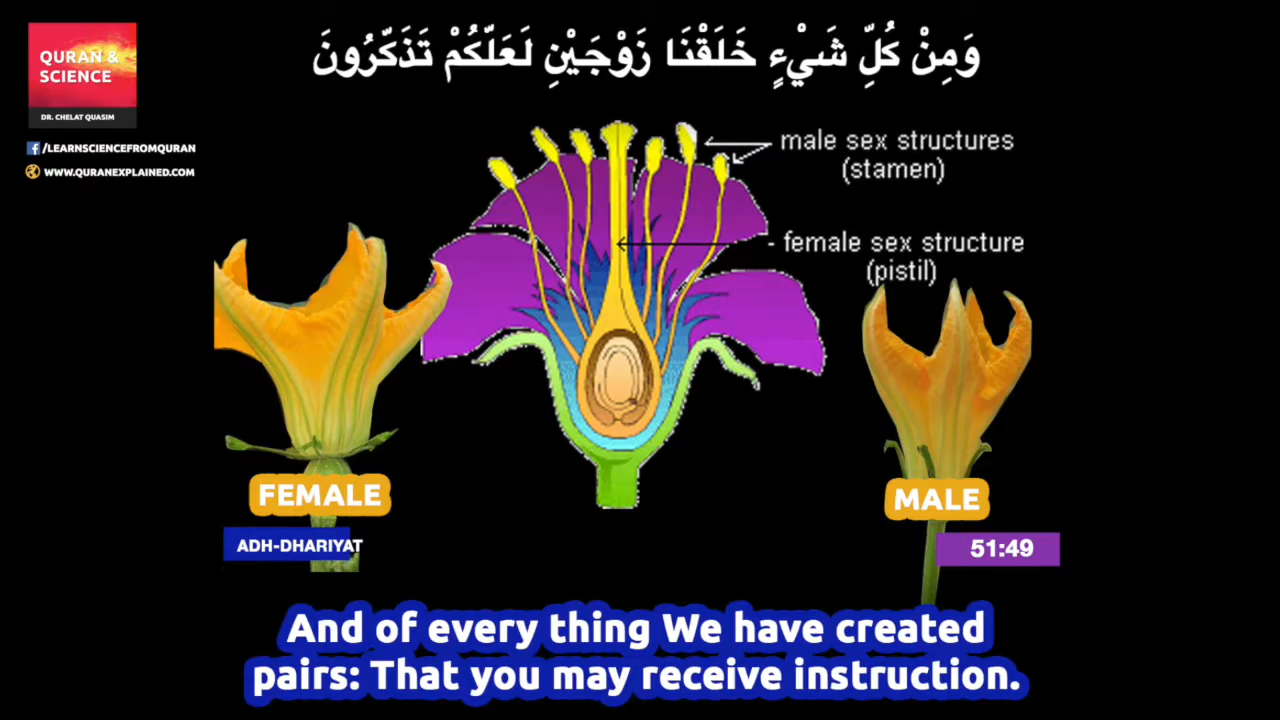 وَمِنْ كُلِّ شَيْءٍ خَلَقْنَا زَوْجَيْنِ لَعَلَّكُمْ تَذَكَّرُونَ
QURAN &
SCIENCE
DR. CHELAT QUASIM
/LEARNSCIENCEFROMQURAN
WWW.QURANEXPLAINED.COM
male sex structures
(stamen)
- female sex structure
(pistil)
FEMALE
MALE
ADH-DHARIYAT
51:49
And of every thing We have created
pairs: That you may receive instruction.